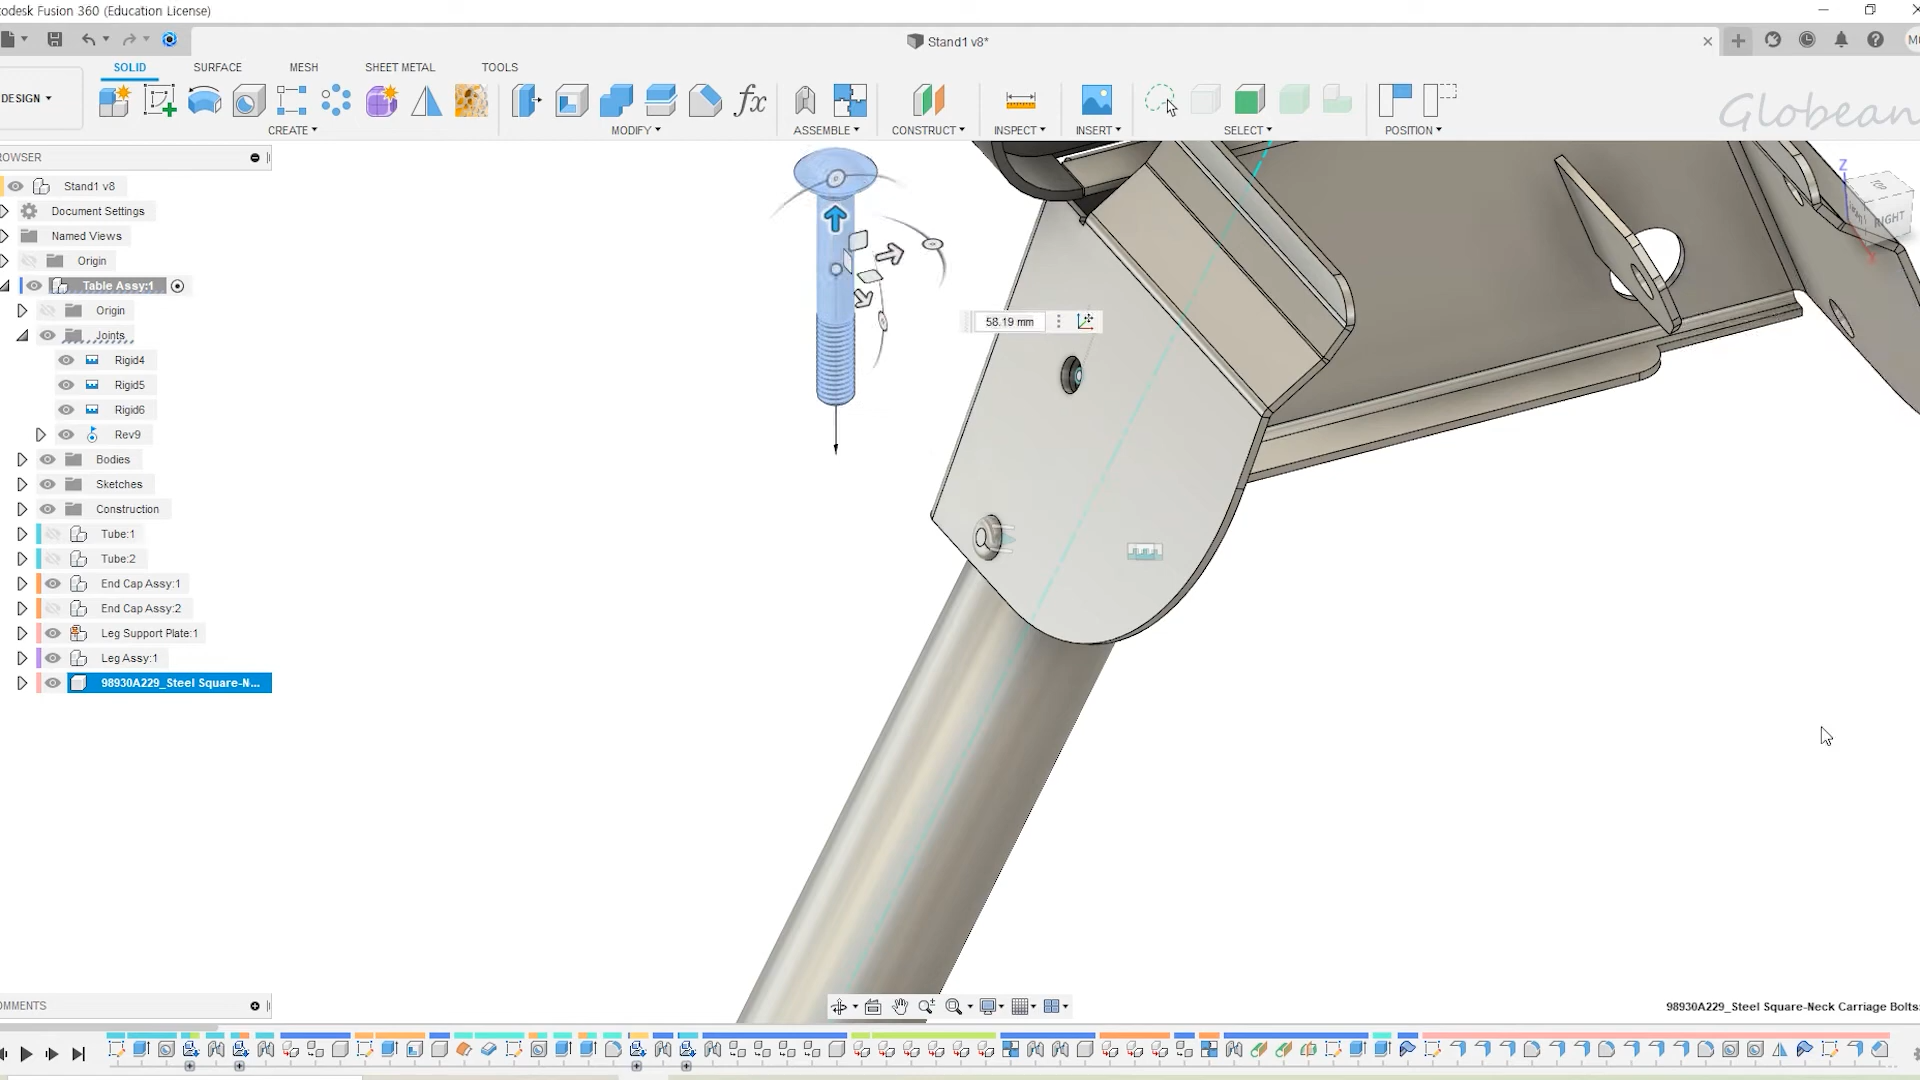 todesk Fusion 360 (Education License)
Stand1 v8*
SOLID SURFACE MESH SHEET METAL TOOLS
DESIGN
CREATE MODIFY ASSEMBLE CONSTRUCT INSPECT INSERT SELECT POSITION
Globean
ROWSER
Stand1 v8
Document Settings
Named Views
Origin
Table Assy:1
Origin
Joints
Rigid4
Rigid5
Rigid6
Rev9
Bodies
Sketches
Construction
Tube:1
Tube:2
End Cap Assy:1
End Cap Assy:2
Leg Support Plate:1
Leg Assy:1
98930A229_Steel Square-N...
58.19 mm
Z
TOP
RIGHT
X
OMMENTS
98930A229_Steel Square-Neck Carriage Bolts: